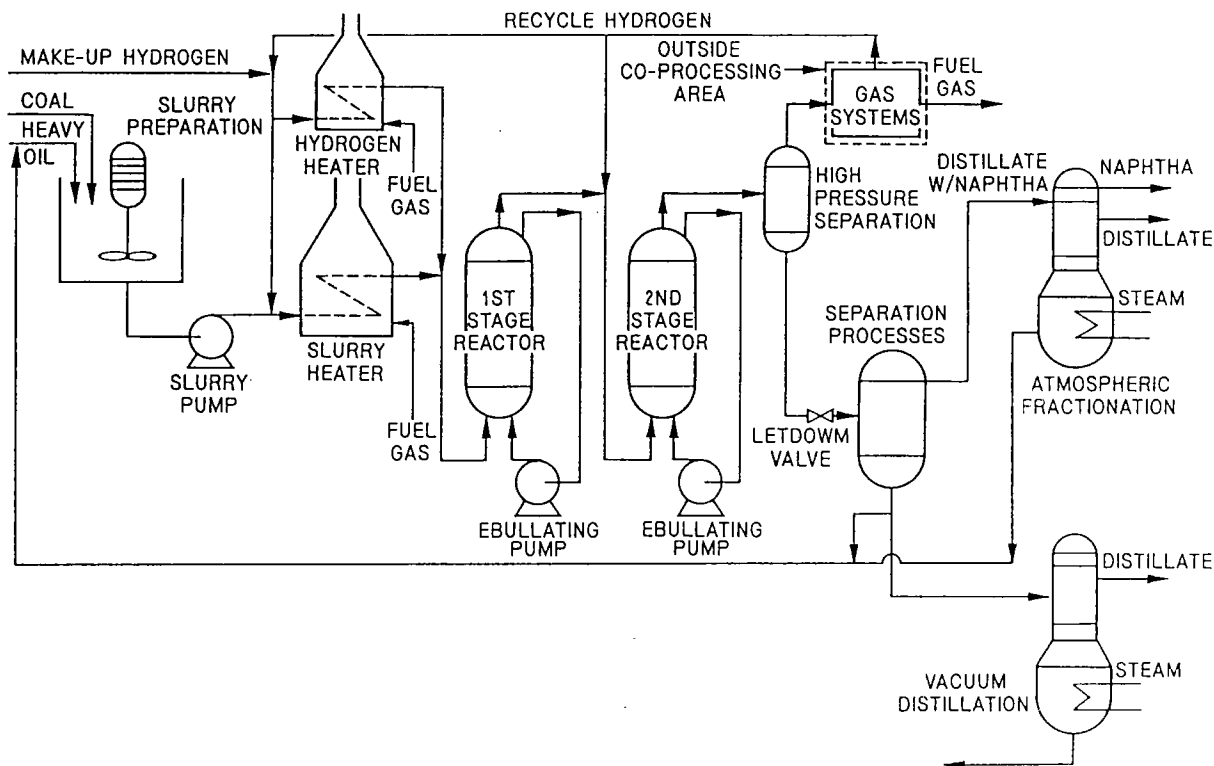 RECYCLE HYDROGEN
MAKE-UP HYDROGEN
OUTSIDE
CO-PROCESSING
AREA
FUEL
GAS
GAS
SYSTEMS
COAL
HEAVY
OIL
SLURRY
PREPARATION
HYDROGEN
HEATER
FUEL
GAS
HIGH
PRESSURE
SEPARATION
DISTILLATE
W/NAPHTHA
NAPHTHA
DISTILLATE
STEAM
ATMOSPHERIC
FRACTIONATION
1ST
STAGE
REACTOR
2ND
STAGE
REACTOR
SEPARATION
PROCESSES
SLURRY
PUMP
SLURRY
HEATER
FUEL
GAS
LETDOWM
VALVE
EBULLATING
PUMP
EBULLATING
PUMP
DISTILLATE
STEAM
VACUUM
DISTILLATION